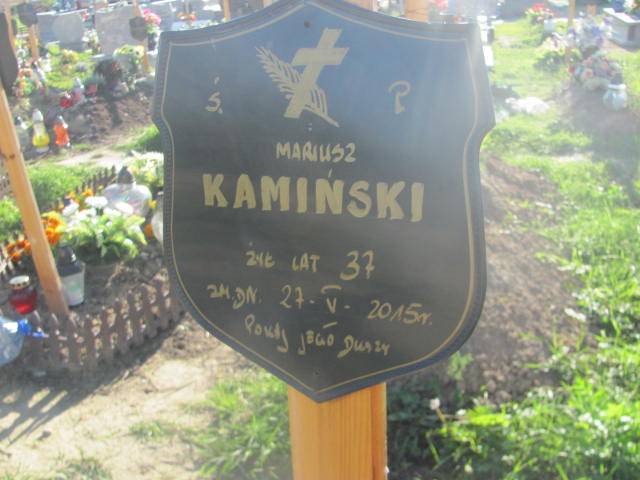 Ś. P
MARIUSZ
KAMIŃSKI
ŻYŁ LAT 37
ZM. DN. 27-V-2015r.
Pokój Jego Duszy